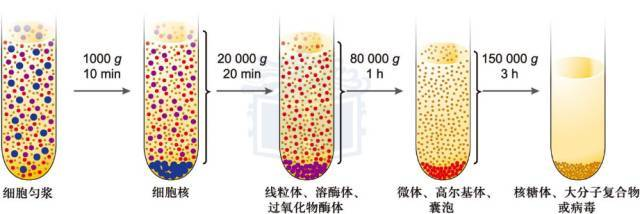 1000 g
10 min
20 000 g
20 min
80 000 g
1 h
150 000 g
3 h
细胞匀浆
细胞核
线粒体、溶酶体、
过氧化物酶体
微体、高尔基体、
囊泡
核糖体、大分子复合物
或病毒